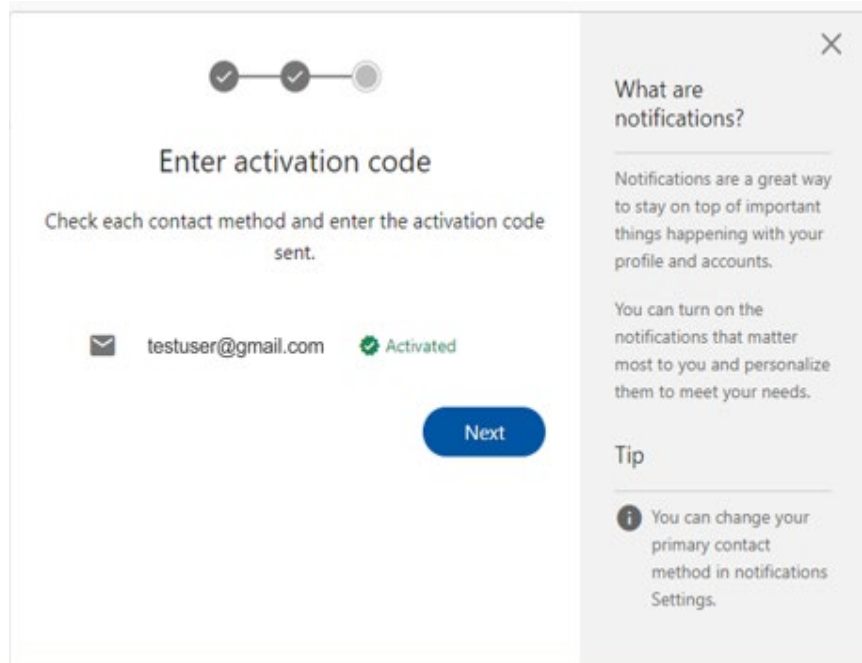 Enter activation code
Check each contact method and enter the activation code
sent.
testuser@gmail.com Activated
Next
What are
notifications?
Notifications are a great way
to stay on top of important
things happening with your
profile and accounts.
You can turn on the
notifications that matter
most to you and personalize
them to meet your needs.
Tip
You can change your
primary contact
method in notifications
Settings.